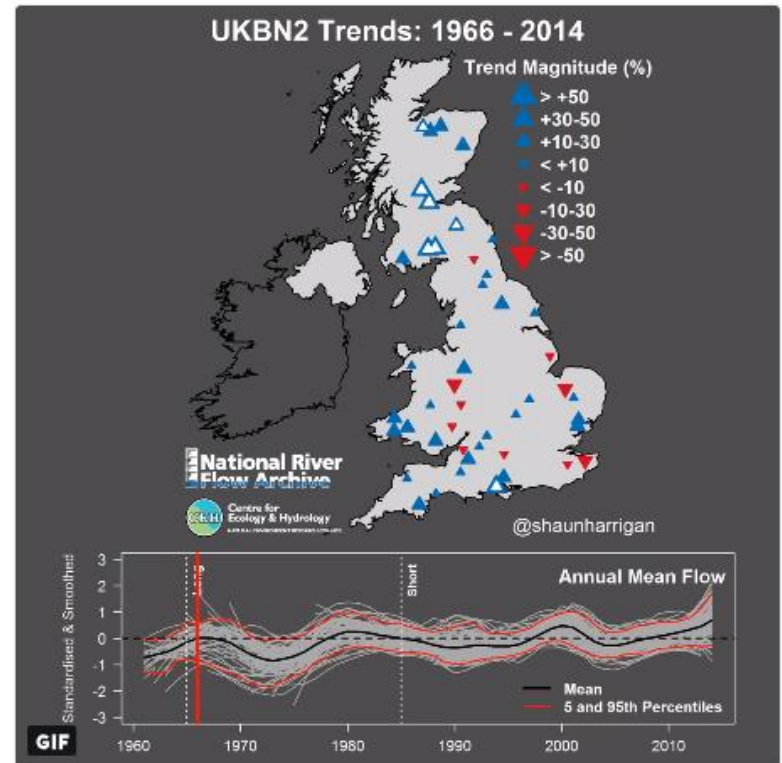 UKBN2 Trends: 1966 - 2014
Trend Magnitude (%)
> +50
+30-50
+10-30
< +10
< -10
-10-30
-30-50
> -50
National River
Flow Archive
CEH
Centre for
Ecology & Hydrology
@shaunharrigan
Standardised & Smoothed
3
2
1
0
-1
-2
-3
Short
Annual Mean Flow
Mean
5 and 95th Percentiles
GIF
1960
1970
1980
1990
2000
2010